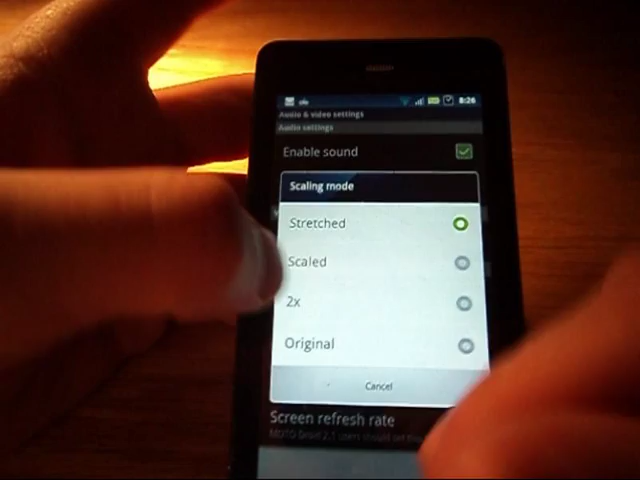 8:26
Audio & video settings
Audio settings
Enable sound
Scaling mode
Stretched
Scaled
2x
Original
Cancel
Screen refresh rate
MOTO Droid 2.1 users should set